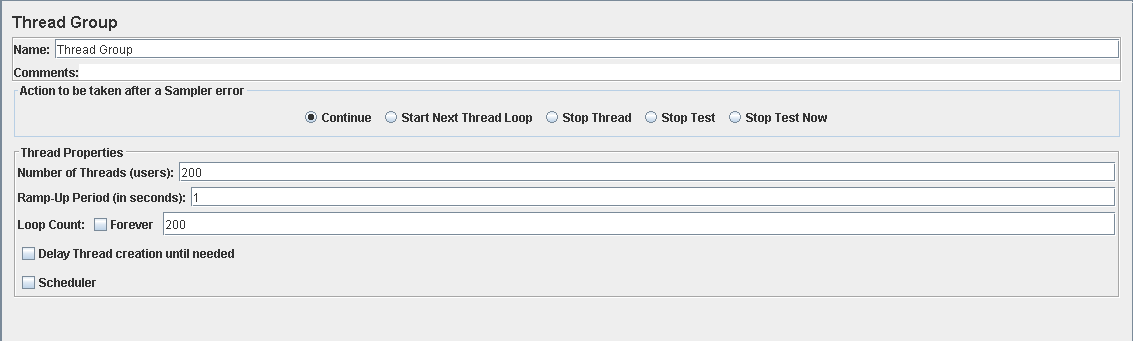 Thread Group
Name: Thread Group
Comments:
Action to be taken after a Sampler error
Continue Start Next Thread Loop Stop Thread Stop Test Stop Test Now
Thread Properties
Number of Threads (users): 200
Ramp-Up Period (in seconds): 1
Loop Count: Forever 200
Delay Thread creation until needed
Scheduler